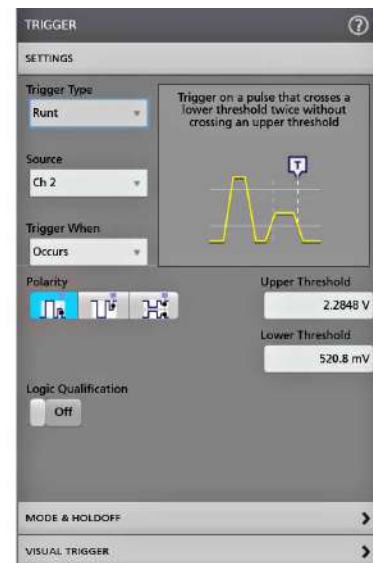 TRIGGER
?
SETTINGS
Trigger Type
Runt
Trigger on a pulse that crosses a
lower threshold twice without
crossing an upper threshold
T
Source
Ch 2
Trigger When
Occurs
Polarity
Upper Threshold
2.2848 V
Lower Threshold
520.8 mV
Logic Qualification
Off
MODE & HOLDOFF
VISUAL TRIGGER